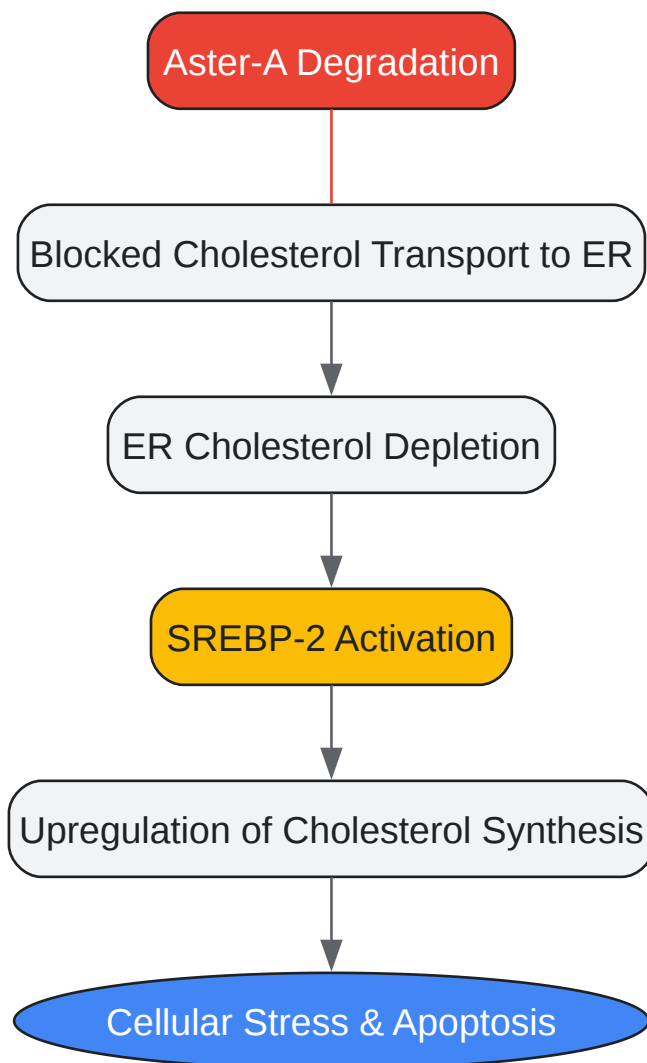 Aster-A Degradation
Blocked Cholesterol Transport to ER
ER Cholesterol Depletion
SREBP-2 Activation
Upregulation of Cholesterol Synthesis
Cellular Stress & Apoptosis